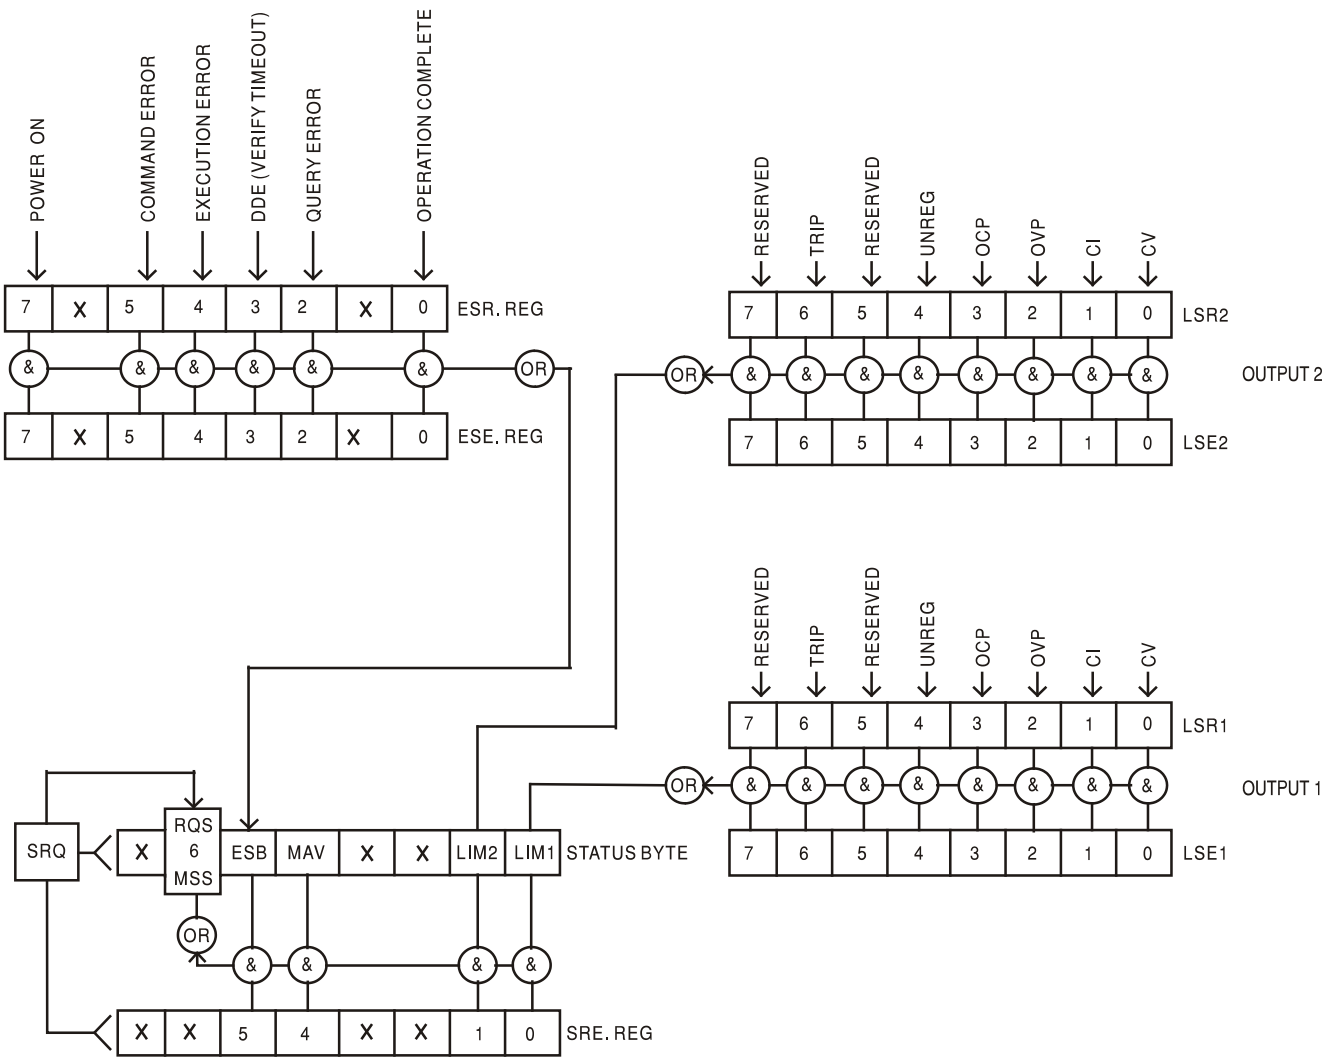 POWER ON
COMMAND ERROR
EXECUTION ERROR
DDE (VERIFY TIMEOUT)
QUERY ERROR
OPERATION COMPLETE
7 X 5 4 3 2 X 0 ESR. REG
& & & & & & OR
7 X 5 4 3 2 X 0 ESE. REG
RESERVED
TRIP
RESERVED
UNREG
OCP
OVP
CI
CV
7 6 5 4 3 2 1 0 LSR2
OR & & & & & & & & OUTPUT 2
7 6 5 4 3 2 1 0 LSE2
RESERVED
TRIP
RESERVED
UNREG
OCP
OVP
CI
CV
7 6 5 4 3 2 1 0 LSR1
OR & & & & & & & & OUTPUT 1
7 6 5 4 3 2 1 0 LSE1
SRQ
X
RQS
6
MSS
ESB MAV X X LIM2 LIM1 STATUS BYTE
OR
& & & &
X X 5 4 X X 1 0 SRE. REG